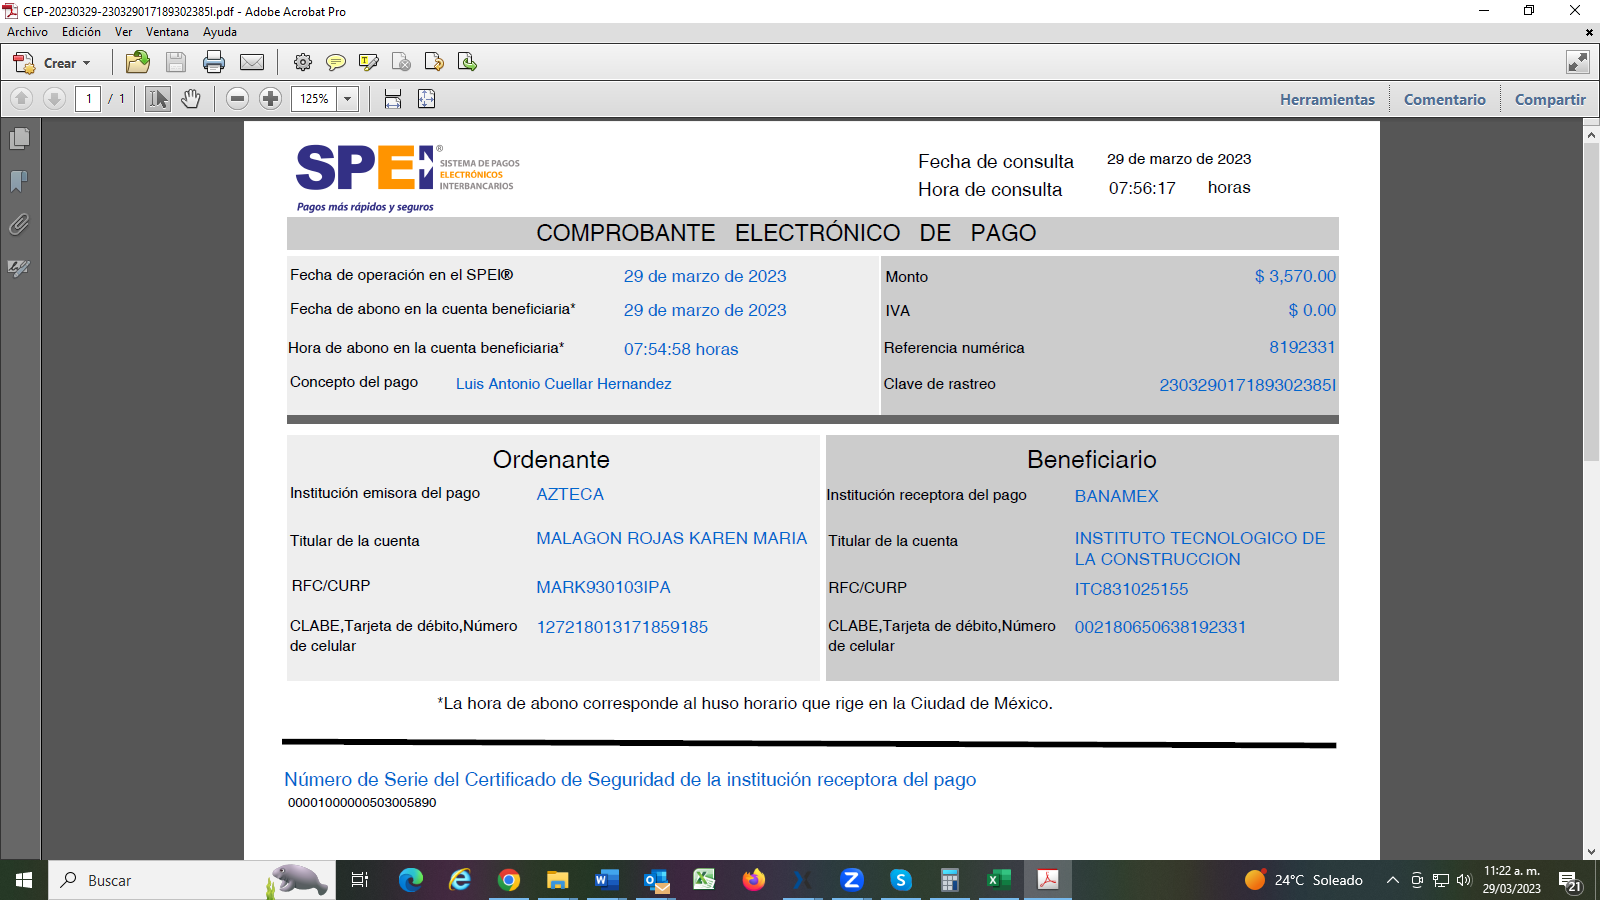 CEP-20230329-230329017189302385I.pdf - Adobe Acrobat Pro
Archivo Edición Ver Ventana Ayuda
Crear
1 / 1 125% Herramientas Comentario Compartir
SPEI® SISTEMA DE PAGOS ELECTRÓNICOS INTERBANCARIOS
Pagos más rápidos y seguros
Fecha de consulta 29 de marzo de 2023
Hora de consulta 07:56:17 horas
COMPROBANTE ELECTRÓNICO DE PAGO
Fecha de operación en el SPEI® 29 de marzo de 2023
Fecha de abono en la cuenta beneficiaria* 29 de marzo de 2023
Hora de abono en la cuenta beneficiaria* 07:54:58 horas
Concepto del pago Luis Antonio Cuellar Hernandez
Monto $ 3,570.00
IVA $ 0.00
Referencia numérica 8192331
Clave de rastreo 230329017189302385I
Ordenante
Institución emisora del pago AZTECA
Titular de la cuenta MALAGON ROJAS KAREN MARIA
RFC/CURP MARK930103IPA
CLABE,Tarjeta de débito,Número 127218013171859185
de celular
Beneficiario
Institución receptora del pago BANAMEX
Titular de la cuenta INSTITUTO TECNOLOGICO DE
LA CONSTRUCCION
RFC/CURP ITC831025155
CLABE,Tarjeta de débito,Número 002180650638192331
de celular
*La hora de abono corresponde al huso horario que rige en la Ciudad de México.
Número de Serie del Certificado de Seguridad de la institución receptora del pago
00001000000503005890
Buscar
24°C Soleado
11:22 a. m.
29/03/2023
21